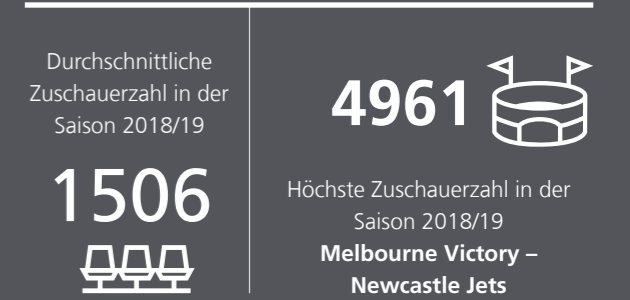 Durchschnittliche
Zuschauerzahl in der
Saison 2018/19
1506
4961
Höchste Zuschauerzahl in der
Saison 2018/19
Melbourne Victory –
Newcastle Jets